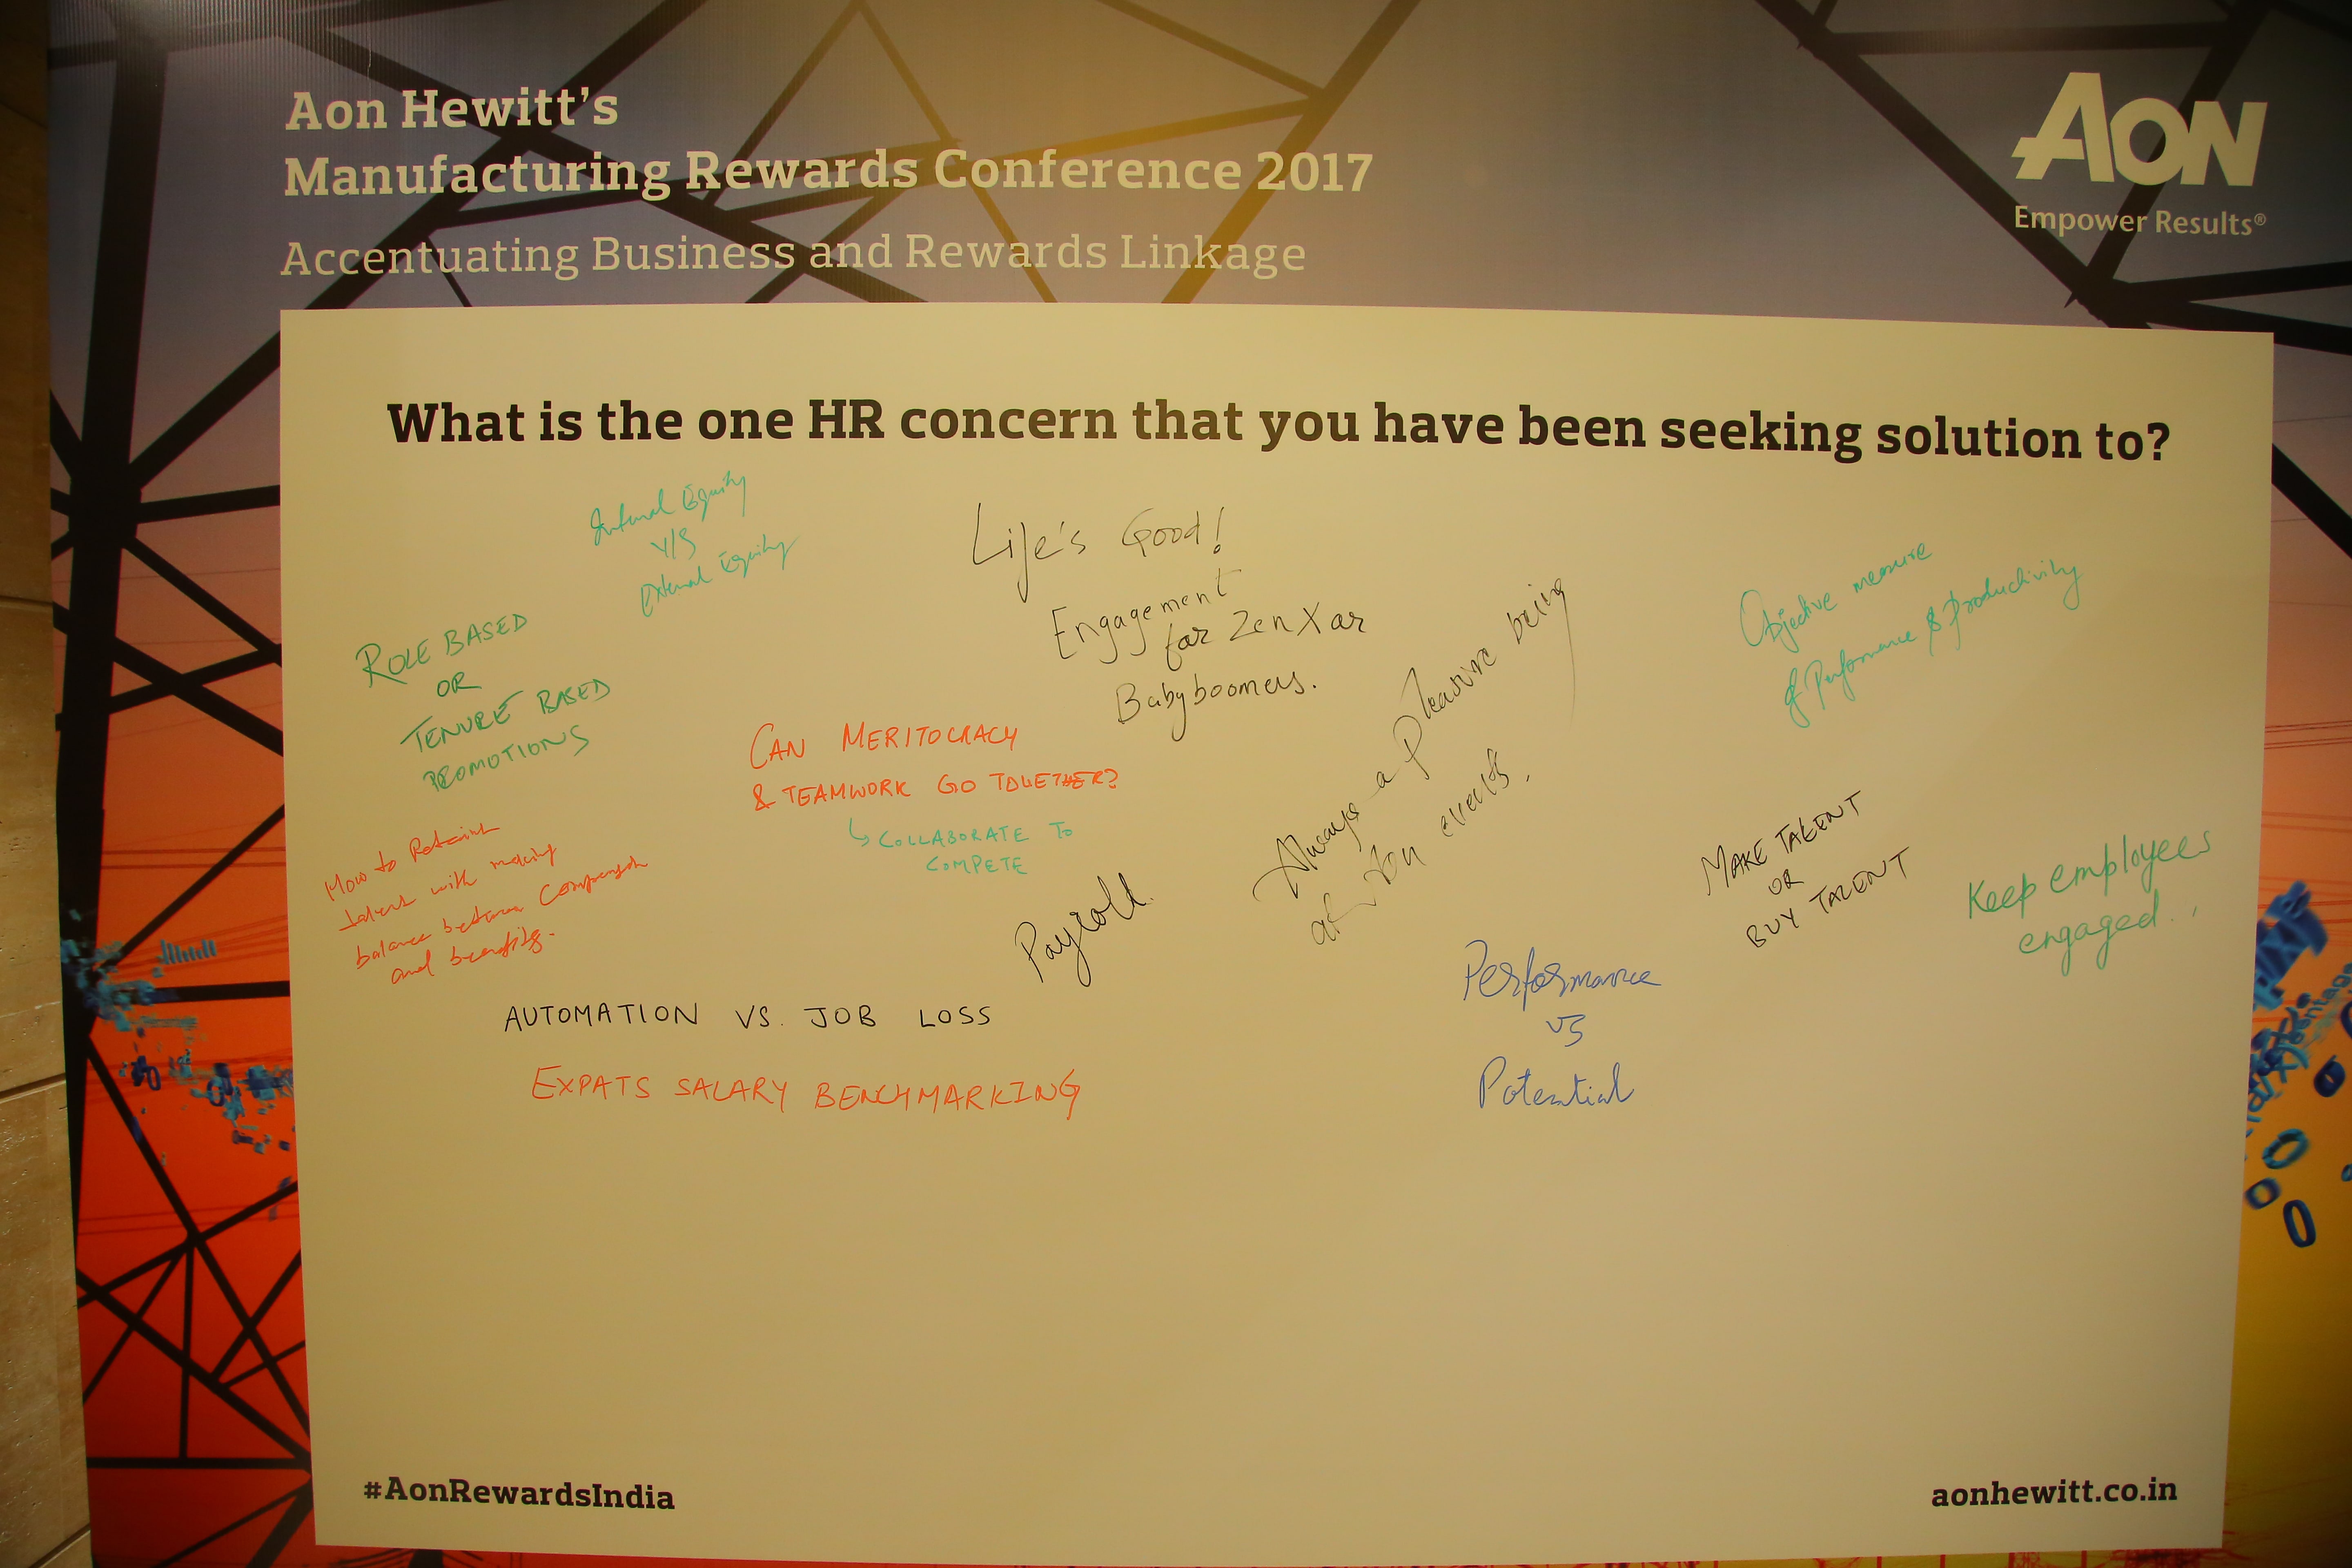 Aon Hewitt's
Manufacturing Rewards Conference 2017
Accentuating Business and Rewards Linkage
AON
Empower Results®
What is the one HR concern that you have been seeking solution to?
Internal Equity
V/S
External Equity
Life's Good!
Engagement
for Zen X or
Babyboomers.
Objective measure
of Performance & Productivity
ROLE BASED
OR
TENURE BASED
PROMOTIONS
CAN MERITOCRACY
& TEAMWORK GO TOGETHER?
COLLABORATE TO
COMPETE
Always a pleasure being
at Aon events.
How to Retain
talent with making
balance between Compensation
and benefits.
MAKE TALENT
OR
BUY TALENT
Keep employees
engaged..
AUTOMATION VS. JOB LOSS
EXPATS SALARY BENCHMARKING
Performance
vs
Potential
#AonRewardsIndia
aonhewitt.co.in